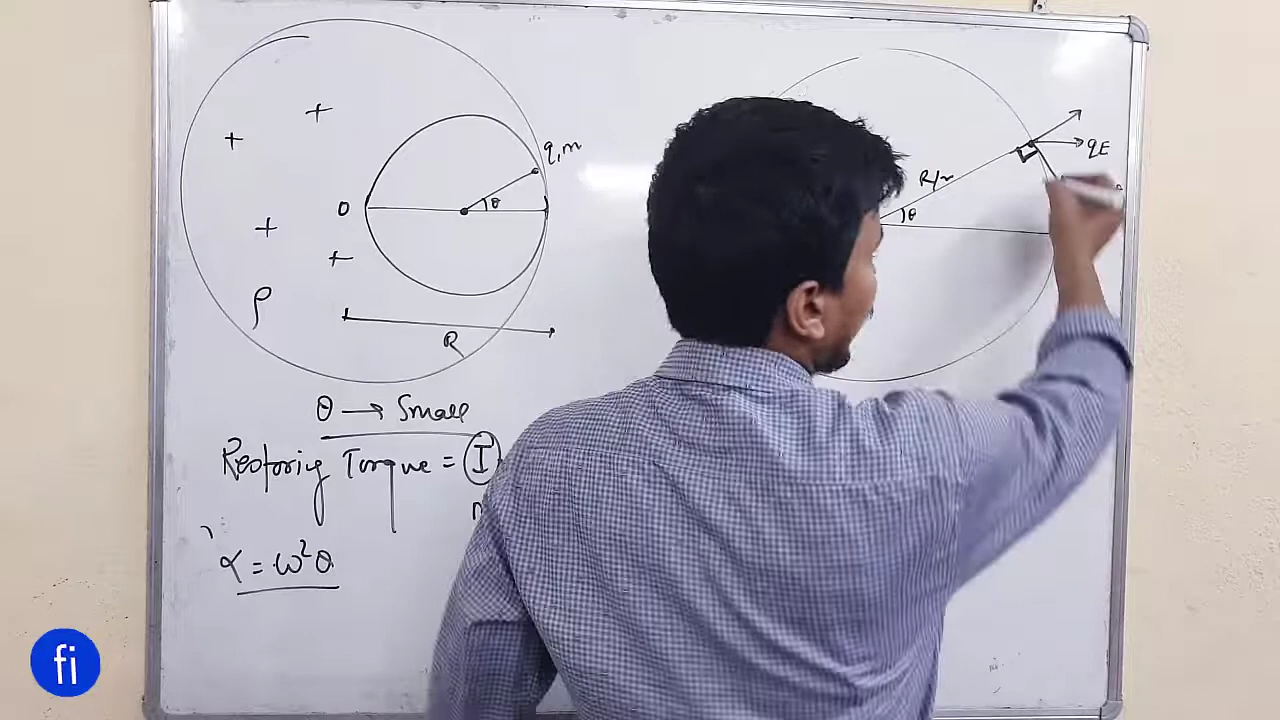 q,m
O
θ
ρ
R
θ → Small
Restoring Torque = I
α = ω²θ
qE
R/2
θ
fi